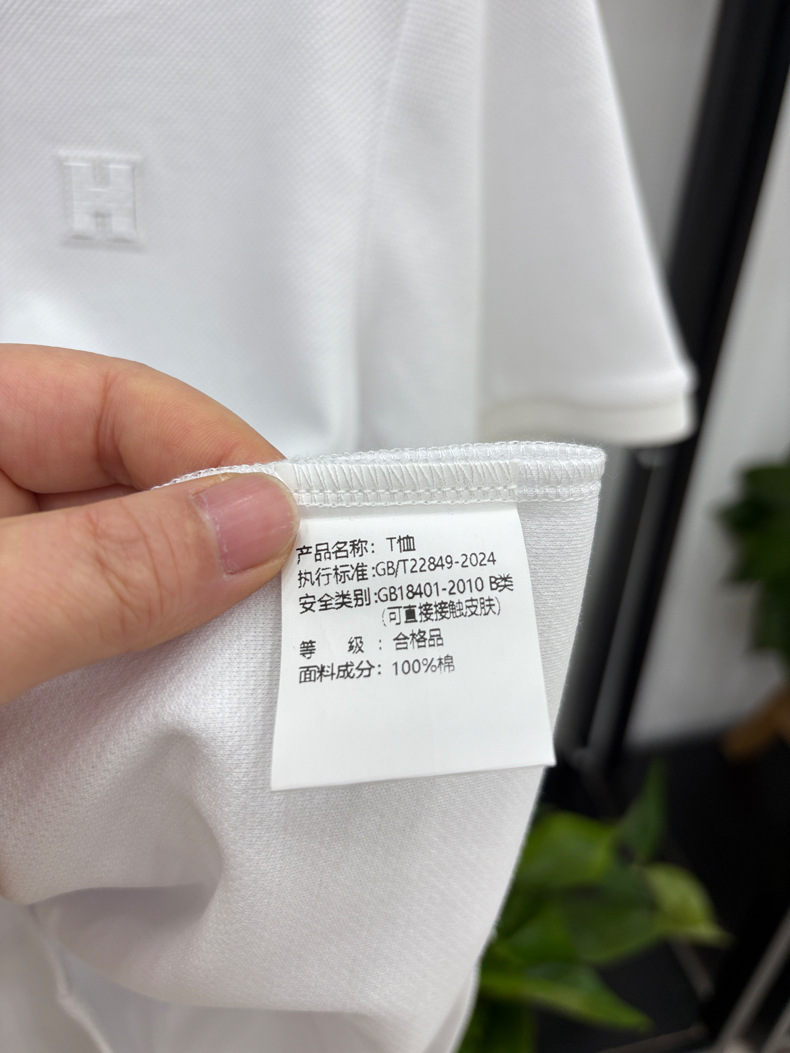 H
产品名称：T恤
执行标准:GB/T22849-2024
安全类别:GB18401-2010 B类
(可直接接触皮肤)
等 级 : 合格品
面料成分：100%棉